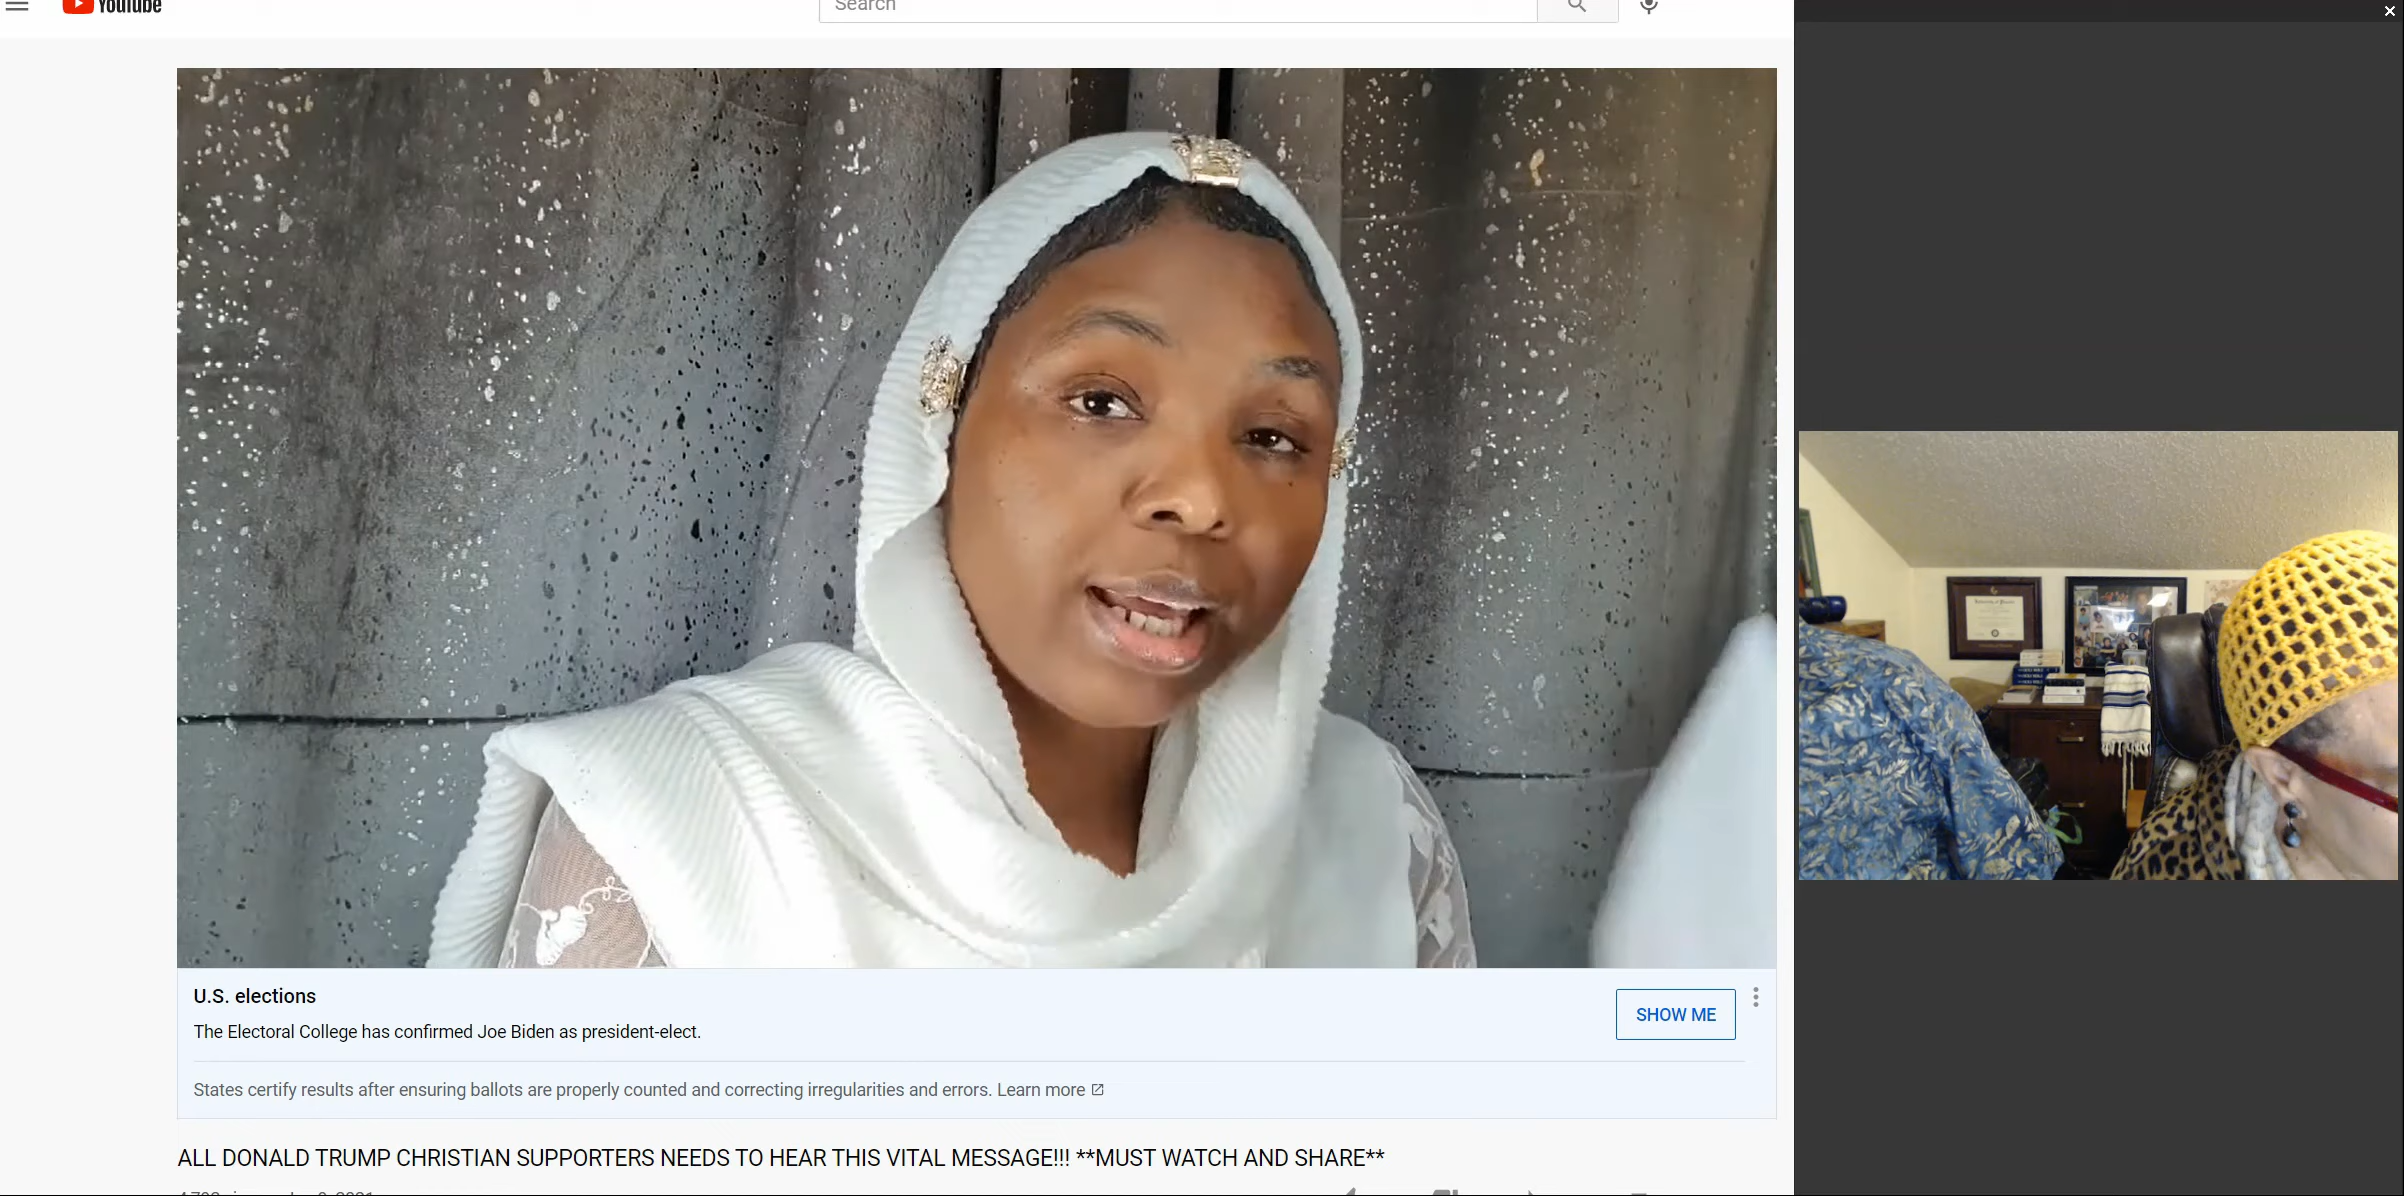 YouTube
Search
U.S. elections
The Electoral College has confirmed Joe Biden as president-elect.
SHOW ME
States certify results after ensuring ballots are properly counted and correcting irregularities and errors. Learn more
ALL DONALD TRUMP CHRISTIAN SUPPORTERS NEEDS TO HEAR THIS VITAL MESSAGE!!! **MUST WATCH AND SHARE**